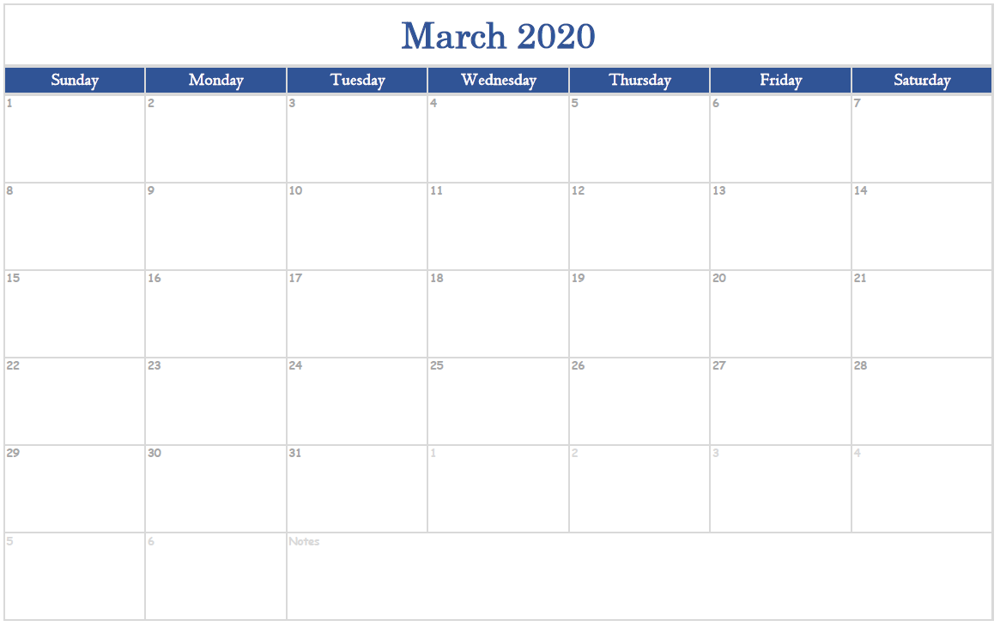 March 2020
Sunday Monday Tuesday Wednesday Thursday Friday Saturday
1 2 3 4 5 6 7
8 9 10 11 12 13 14
15 16 17 18 19 20 21
22 23 24 25 26 27 28
29 30 31 1 2 3 4
5 6 Notes